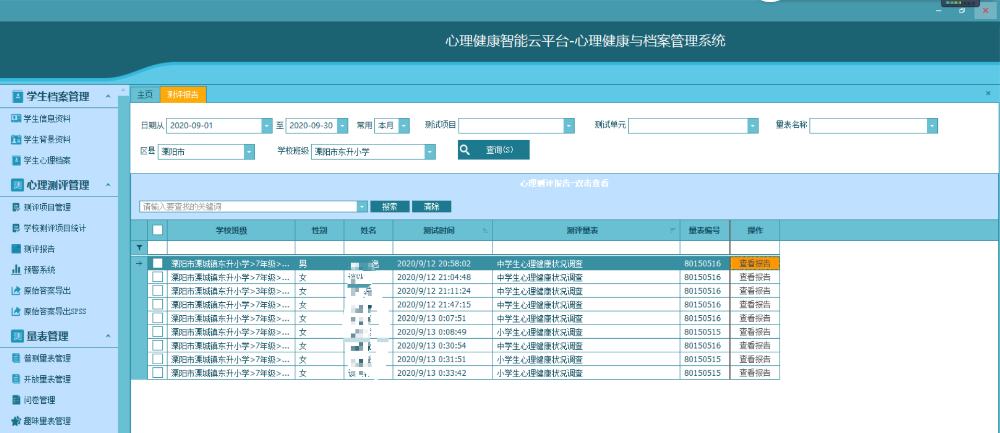 心理健康智能云平台-心理健康与档案管理系统
学生档案管理
学生信息资料
学生背景资料
学生心理档案
心理测评管理
测评项目管理
学校测评项目统计
测评报告
预警系统
原始答案导出
原始答案导出SPSS
量表管理
普测量表管理
开放量表管理
问卷管理
趣味量表管理
主页 测评报告
日期从 2020-09-01 至 2020-09-30 常用 本月 测试项目 测试单元 量表名称
区县 溧阳市 学校班级 溧阳市东升小学 查询(S)
心理测评报告-双击查看
请输入要查找的关键词 搜索 清除
学校班级 性别 姓名 测试时间 测评量表 量表编号 操作
溧阳市溧城镇东升小学>7年级>... 男 逸 2020/9/12 20:58:02 中学生心理健康状况调查 80150516 查看报告
溧阳市溧城镇东升小学>7年级>... 女 2020/9/12 21:04:48 中学生心理健康状况调查 80150516 查看报告
溧阳市溧城镇东升小学>3年级>... 女 2020/9/12 21:11:24 中学生心理健康状况调查 80150516 查看报告
溧阳市溧城镇东升小学>7年级>... 女 2020/9/12 21:47:15 中学生心理健康状况调查 80150516 查看报告
溧阳市溧城镇东升小学>7年级>... 女 2020/9/13 0:07:51 中学生心理健康状况调查 80150516 查看报告
溧阳市溧城镇东升小学>7年级>... 女 2020/9/13 0:08:49 小学生心理健康状况调查 80150515 查看报告
溧阳市溧城镇东升小学>7年级>... 女 2020/9/13 0:30:54 中学生心理健康状况调查 80150516 查看报告
溧阳市溧城镇东升小学>7年级>... 女 2020/9/13 0:31:51 小学生心理健康状况调查 80150515 查看报告
溧阳市溧城镇东升小学>7年级>... 女 2020/9/13 0:33:42 小学生心理健康状况调查 80150515 查看报告